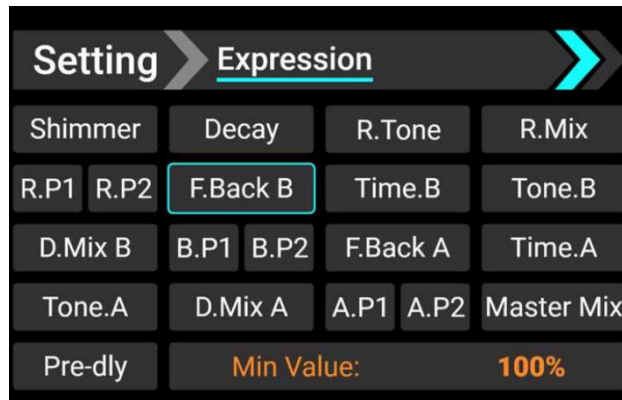 Setting Expression
Shimmer Decay R.Tone R.Mix
R.P1 R.P2 F.Back B Time.B Tone.B
D.Mix B B.P1 B.P2 F.Back A Time.A
Tone.A D.Mix A A.P1 A.P2 Master Mix
Pre-dly Min Value: 100%